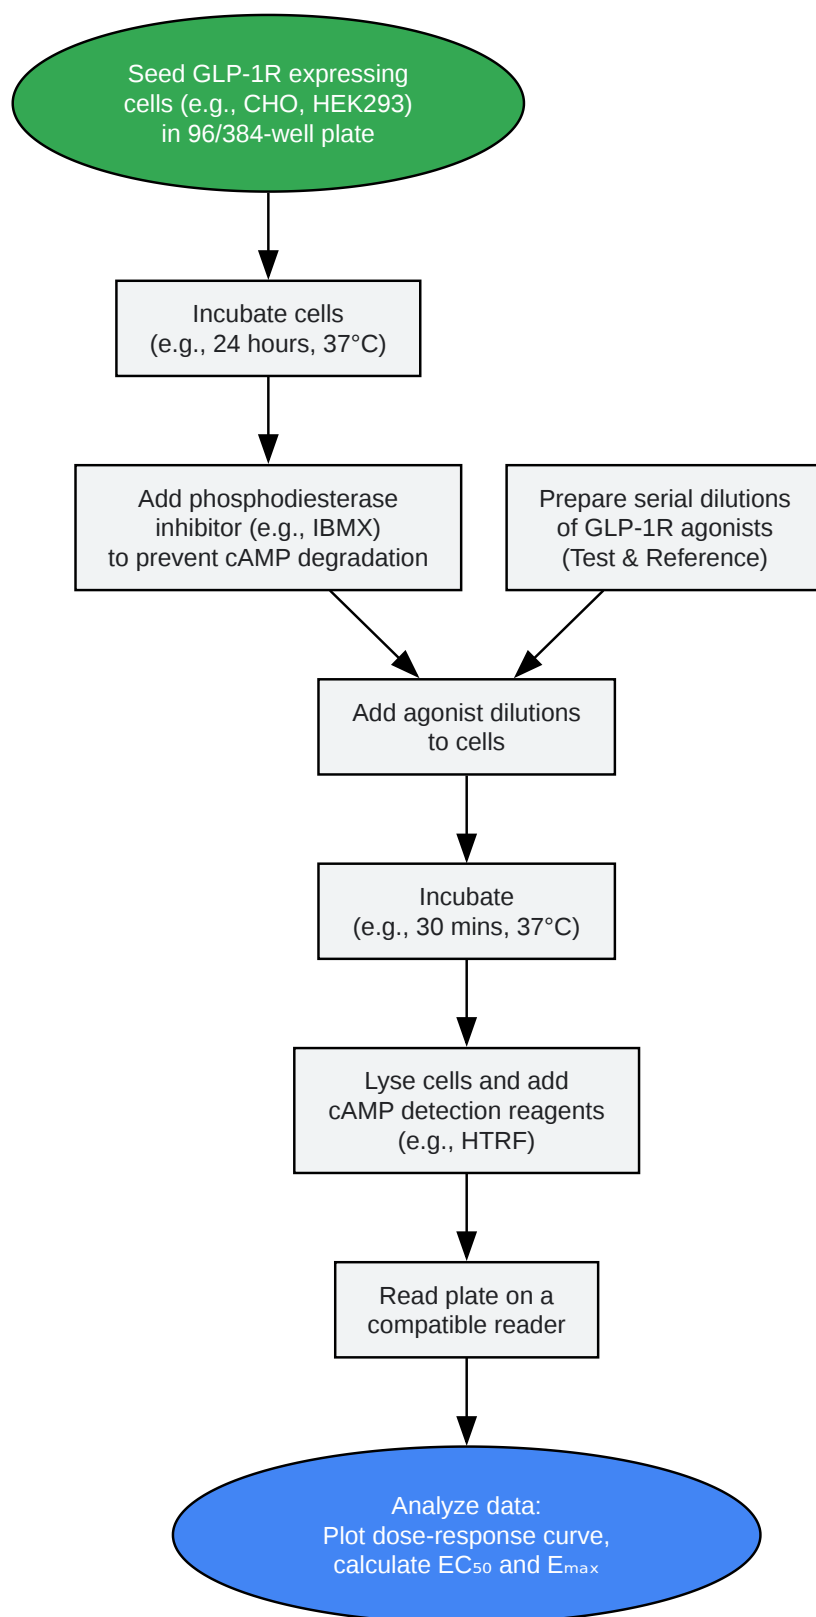 Seed GLP-1R expressing
cells (e.g., CHO, HEK293)
in 96/384-well plate
Incubate cells
(e.g., 24 hours, 37°C)
Add phosphodiesterase
inhibitor (e.g., IBMX)
to prevent cAMP degradation
Prepare serial dilutions
of GLP-1R agonists
(Test & Reference)
Add agonist dilutions
to cells
Incubate
(e.g., 30 mins, 37°C)
Lyse cells and add
cAMP detection reagents
(e.g., HTRF)
Read plate on a
compatible reader
Analyze data:
Plot dose-response curve,
calculate EC₅₀ and Eₘₐₓ